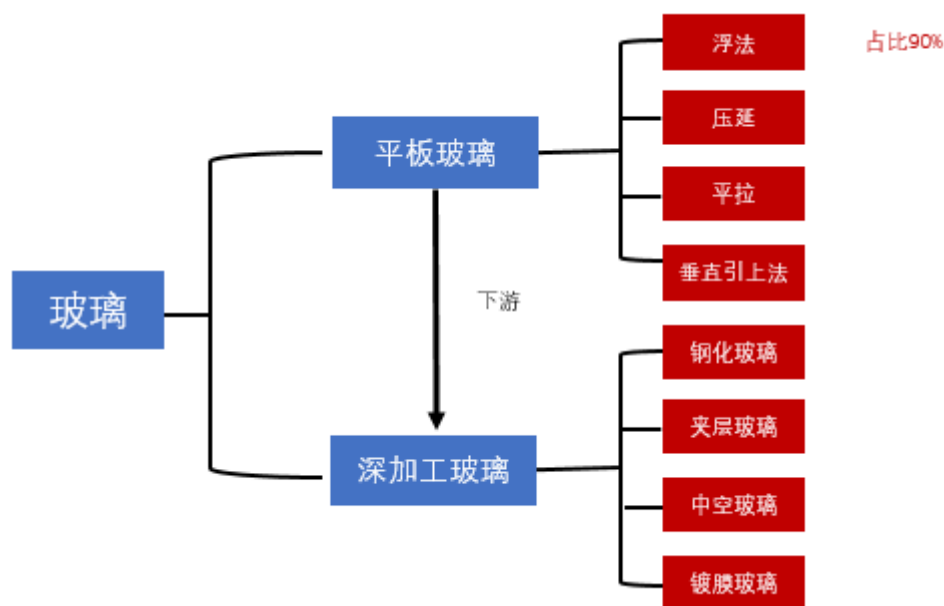 浮法
占比90%
压延
平板玻璃
平拉
垂直引上法
玻璃
下游
钢化玻璃
夹层玻璃
深加工玻璃
中空玻璃
镀膜玻璃